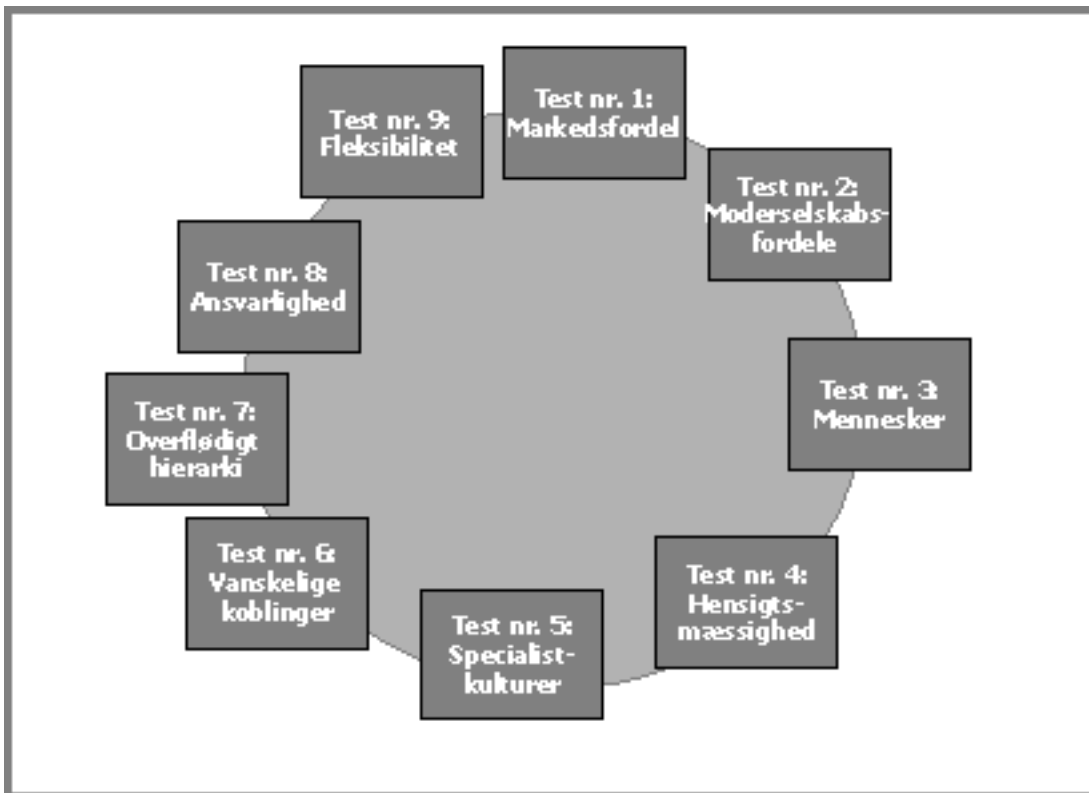 Test nr. 1:
Markedsfordel
Test nr. 2:
Moderselskabs-
fordele
Test nr. 3:
Mennesker
Test nr. 4:
Hensigts-
mæssighed
Test nr. 5:
Specialist-
kulturer
Test nr. 6:
Vanskelige
koblinger
Test nr. 7:
Overflødigt
hierarki
Test nr. 8:
Ansvarlighed
Test nr. 9:
Fleksibilitet